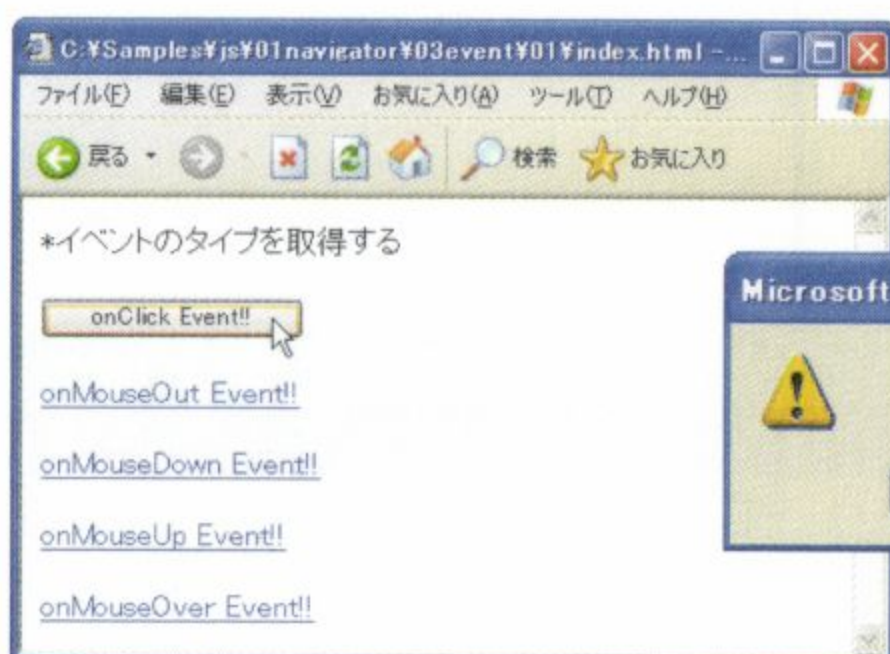 C:¥Samples¥js¥01navigator¥03event¥01¥index.html - ...
ファイル(F) 編集(E) 表示(V) お気に入り(A) ツール(T) ヘルプ(H)
戻る 検索 お気に入り
*イベントのタイプを取得する
Microsoft
onClick Event!!
onMouseOut Event!!
onMouseDown Event!!
onMouseUp Event!!
onMouseOver Event!!